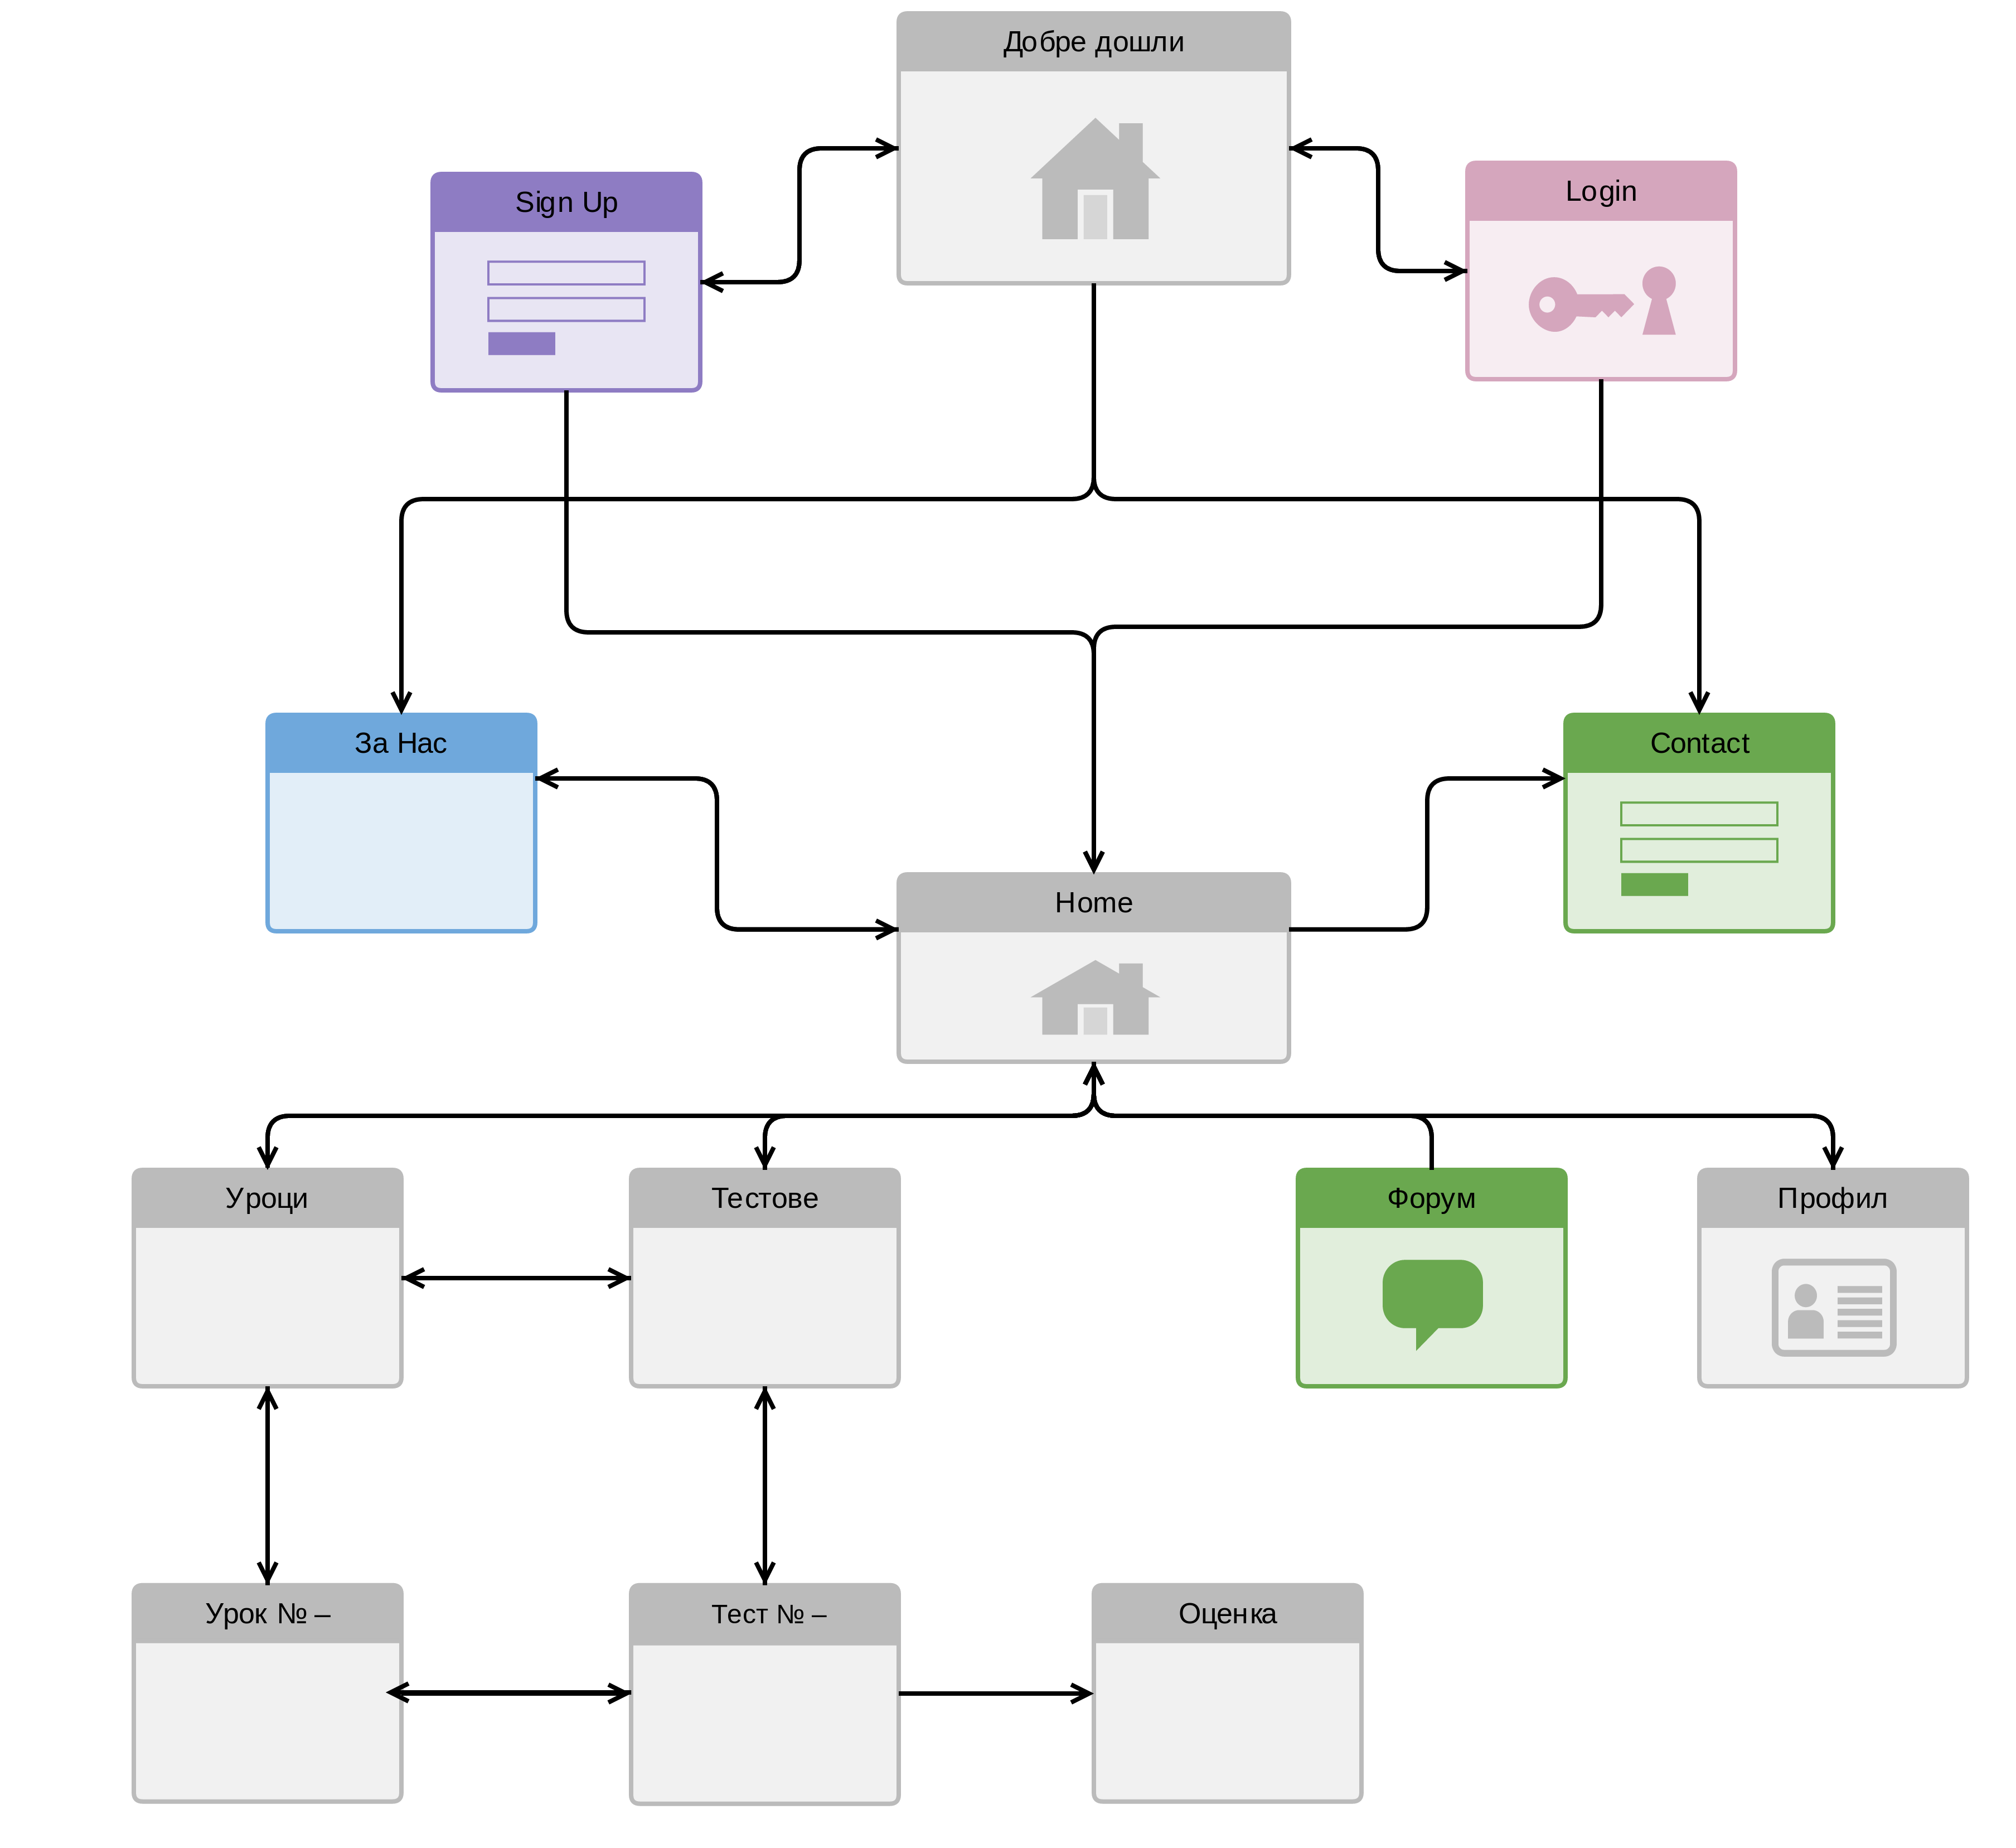 Добре дошли
Sign Up
Login
За Нас
Contact
Home
Уроци
Тестове
Форум
Профил
Урок № –
Тест № –
Оценка